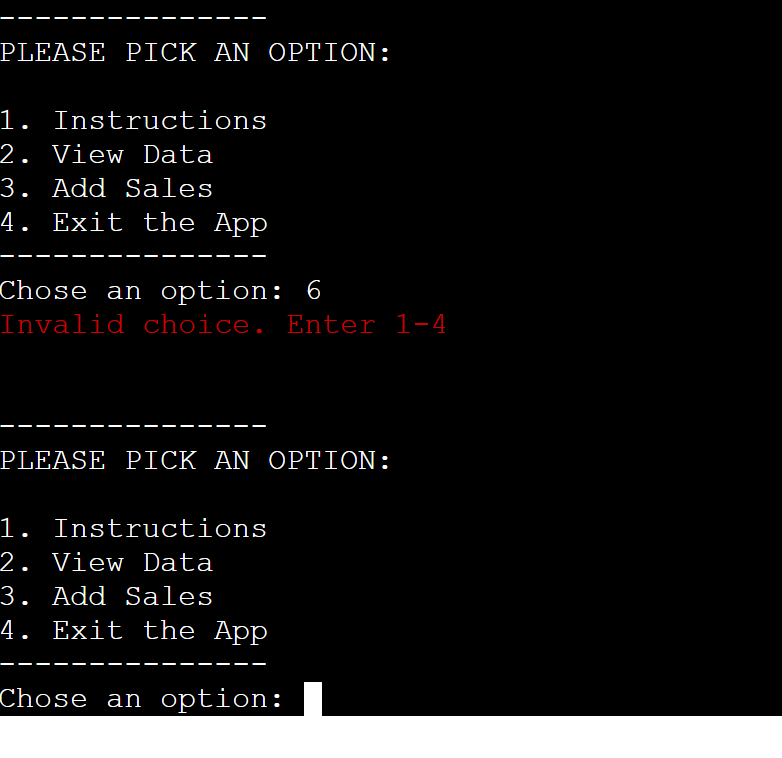 ---------------
PLEASE PICK AN OPTION:
1. Instructions
2. View Data
3. Add Sales
4. Exit the App
---------------
Chose an option: 6
Invalid choice. Enter 1-4
---------------
PLEASE PICK AN OPTION:
1. Instructions
2. View Data
3. Add Sales
4. Exit the App
---------------
Chose an option: